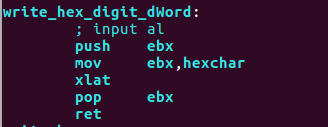 write_hex_digit_dWord:
; input al
push ebx
mov ebx,hexchar
xlat
pop ebx
ret